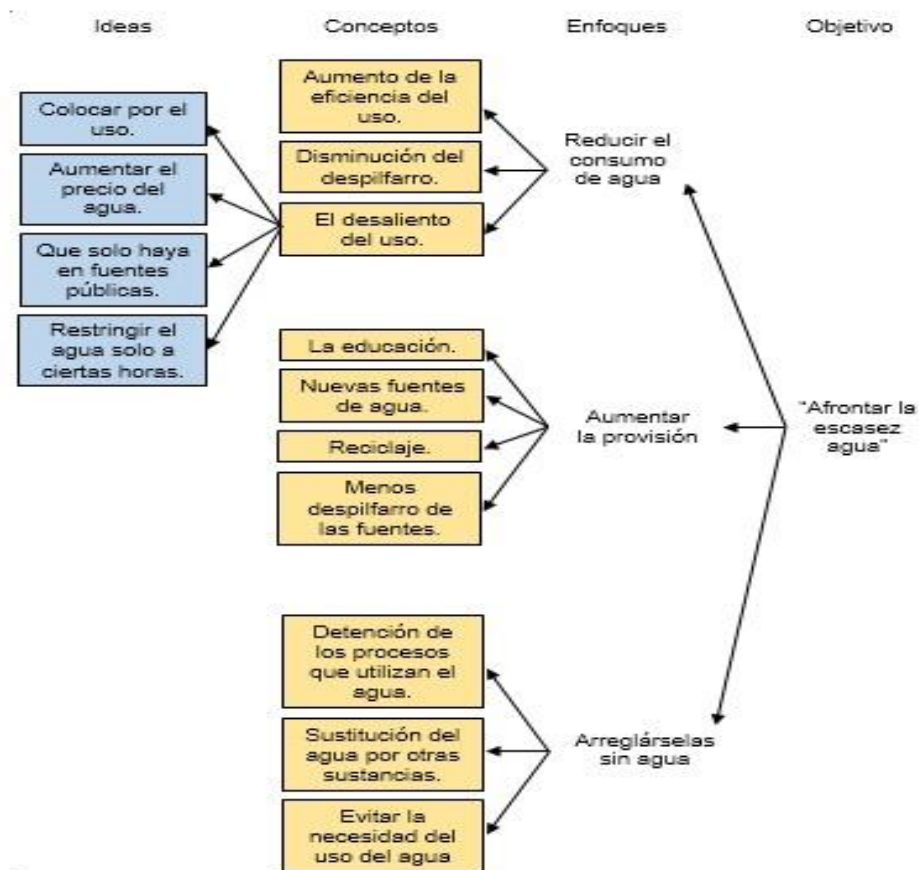 Ideas
Conceptos
Enfoques
Objetivo
Colocar por el
uso.
Aumentar el
precio del
agua.
Que solo haya
en fuentes
públicas.
Restringir el
agua solo a
ciertas horas.
Aumento de la
eficiencia del
uso.
Disminución del
despilfarro.
El desaliento
del uso.
La educación.
Nuevas fuentes
de agua.
Reciclaje.
Menos
despilfarro de
las fuentes.
Detención de
los procesos
que utilizan el
agua.
Sustitución del
agua por otras
sustancias.
Evitar la
necesidad del
uso del agua
Reducir el
consumo
de agua
Aumentar
la provisión
Arreglárselas
sin agua
"Afrontar la
escasez
agua"